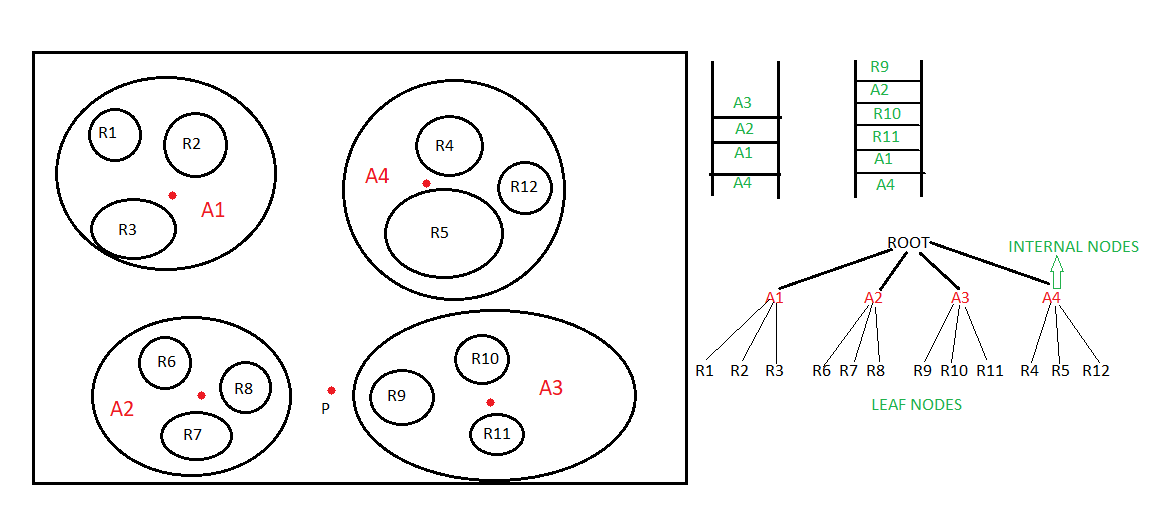 R1
R2
R3
A1
R4
A4
R12
R5
R6
R8
A2
R7
P
R10
R9
A3
R11
A3
A2
A1
A4
R9
A2
R10
R11
A1
A4
ROOT
INTERNAL NODES
A1 A2 A3 A4
R1 R2 R3 R6 R7 R8 R9 R10 R11 R4 R5 R12
LEAF NODES